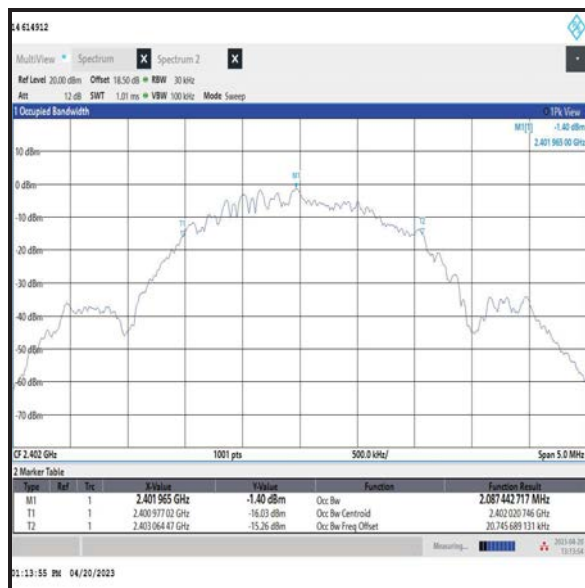 14 614912
MultiView Spectrum X Spectrum 2 X
Ref Level 20.00 dBm Offset 18.50 dB RBW 30 kHz
Att 12 dB SWT 1.01 ms VBW 100 kHz Mode Sweep
1 Occupied Bandwidth 1Pk View
M1[1] -1.40 dBm
2.401 965 00 GHz
10 dBm
M1
0 dBm
-10 dBm
T1 T2
-20 dBm
-30 dBm
-40 dBm
-50 dBm
-60 dBm
-70 dBm
CF 2.402 GHz 1001 pts 500.0 kHz/ Span 5.0 MHz
2 Marker Table
Type Ref Trc X-Value Y-Value Function Function Result
M1 1 2.401 965 GHz -1.40 dBm Occ Bw 2.087 442 717 MHz
T1 1 2.400 977 02 GHz -16.03 dBm Occ Bw Centroid 2.402 020 746 GHz
T2 1 2.403 064 47 GHz -15.26 dBm Occ Bw Freq Offset 20.745 689 131 kHz
Measuring... 2023-04-20
13:13:54
01:13:55 PM 04/20/2023